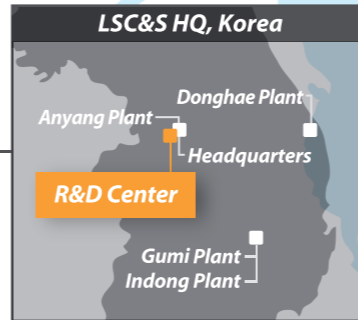 LSC&S HQ, Korea
Donghae Plant
Anyang Plant
Headquarters
R&D Center
Gumi Plant
Indong Plant